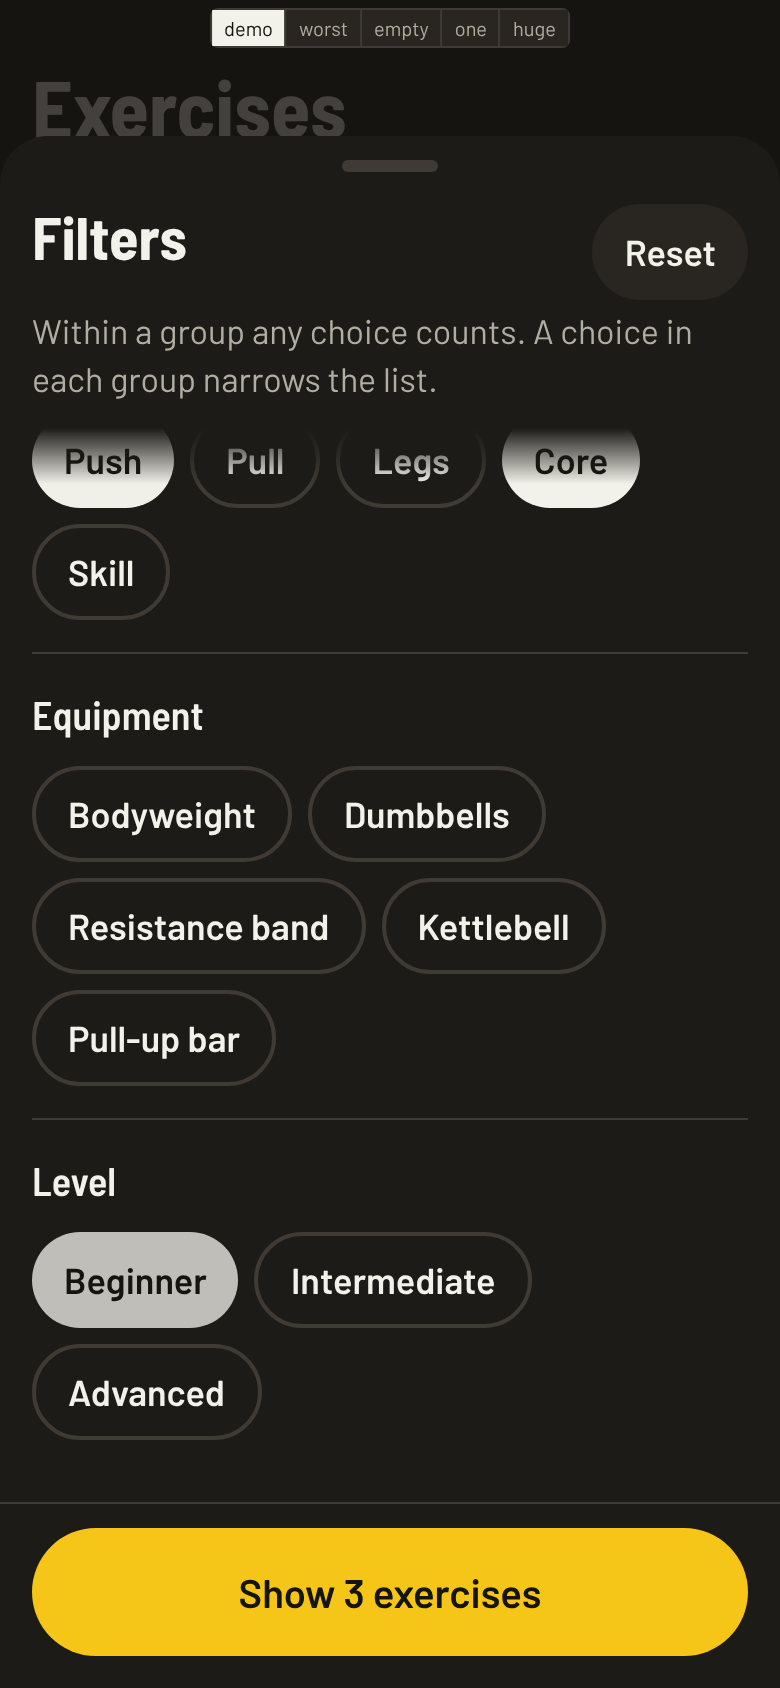 demo worst empty one huge
Exercises
Filters
Reset
Within a group any choice counts. A choice in
each group narrows the list.
Push Pull Legs Core
Skill
Equipment
Bodyweight Dumbbells
Resistance band Kettlebell
Pull-up bar
Level
Beginner Intermediate
Advanced
Show 3 exercises